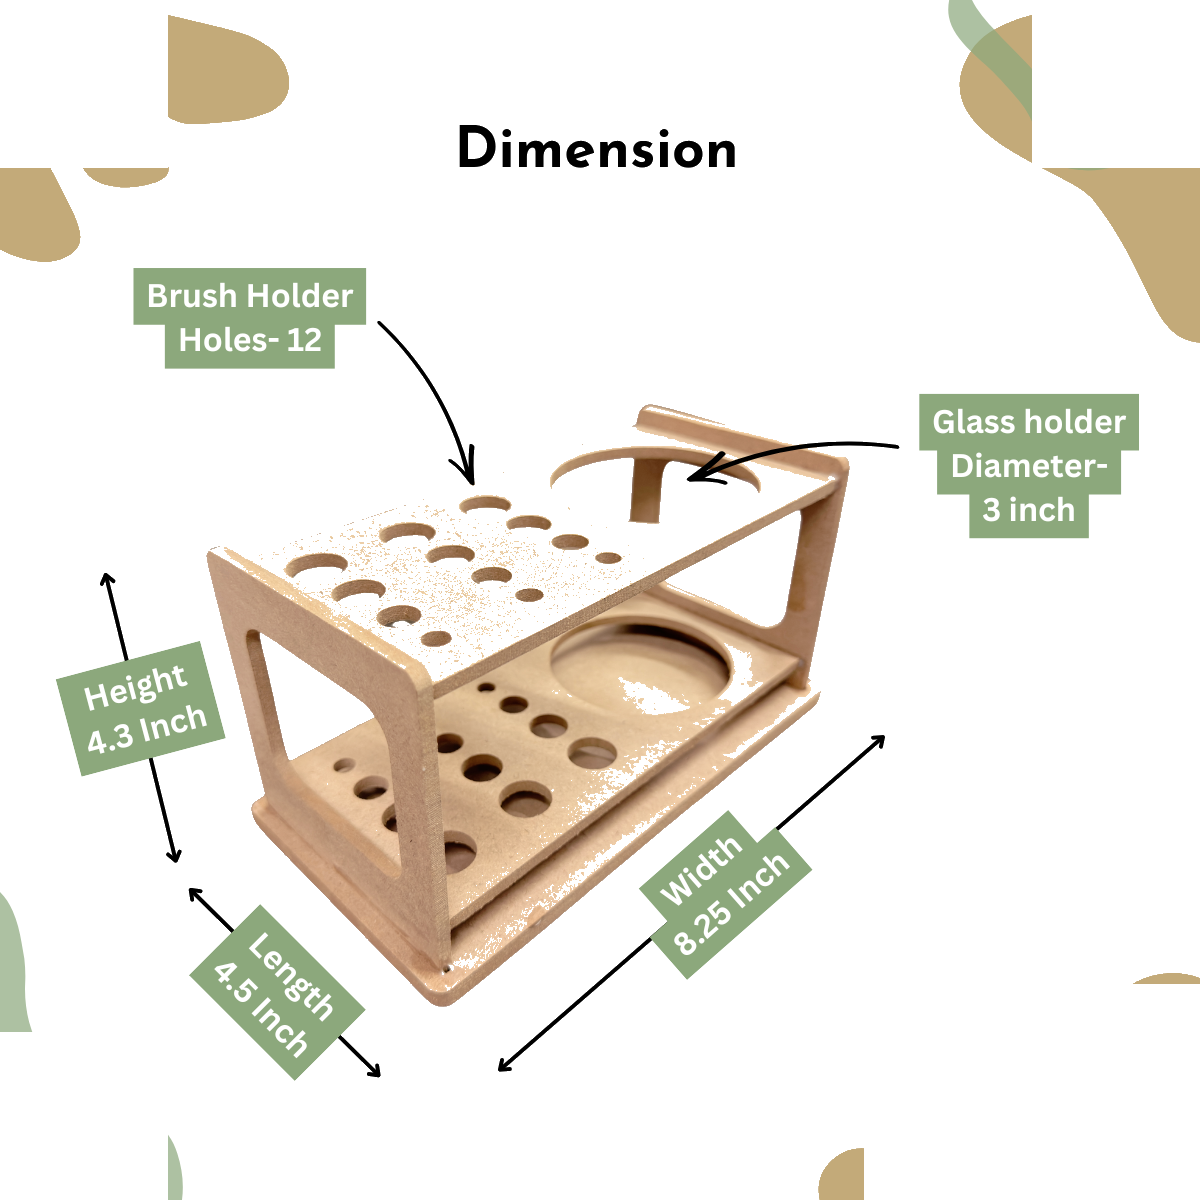 Dimension
Brush Holder
Holes- 12
Glass holder
Diameter-
3 inch
Height
4.3 Inch
Width
8.25 Inch
Length
4.5 Inch